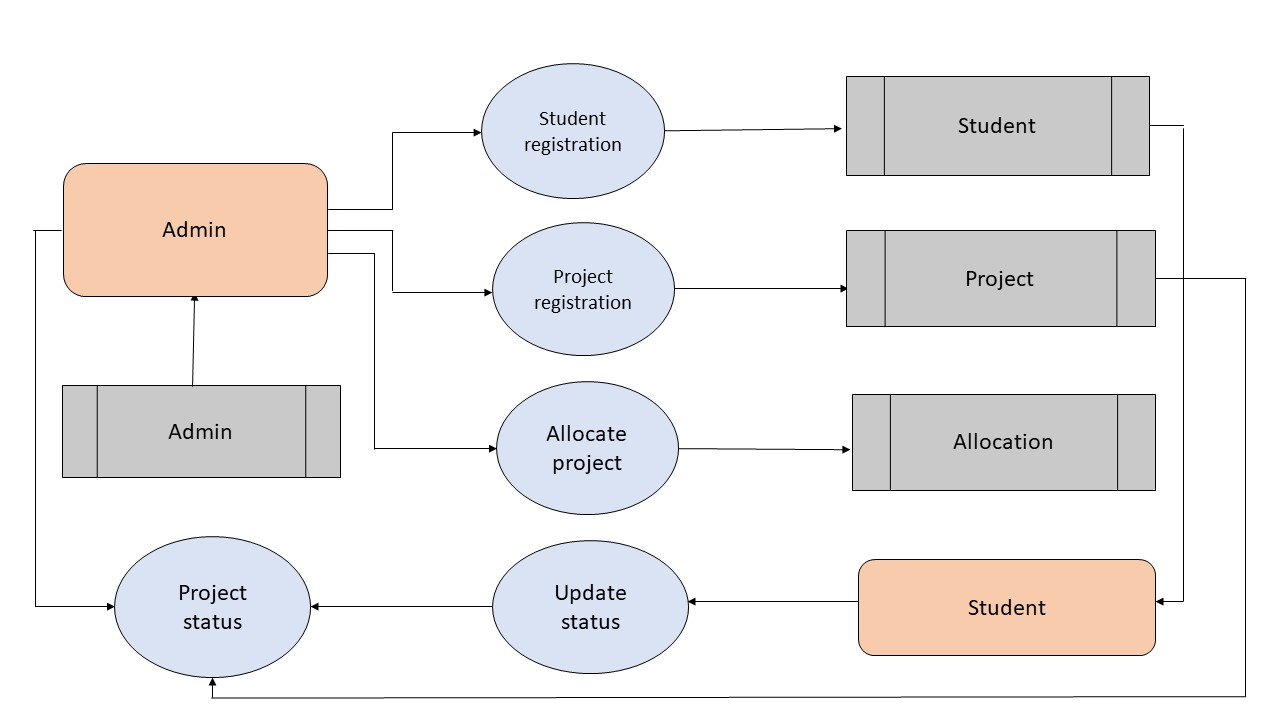 Student
registration
Student
Admin
Project
registration
Project
Admin
Allocate
project
Allocation
Project
status
Update
status
Student